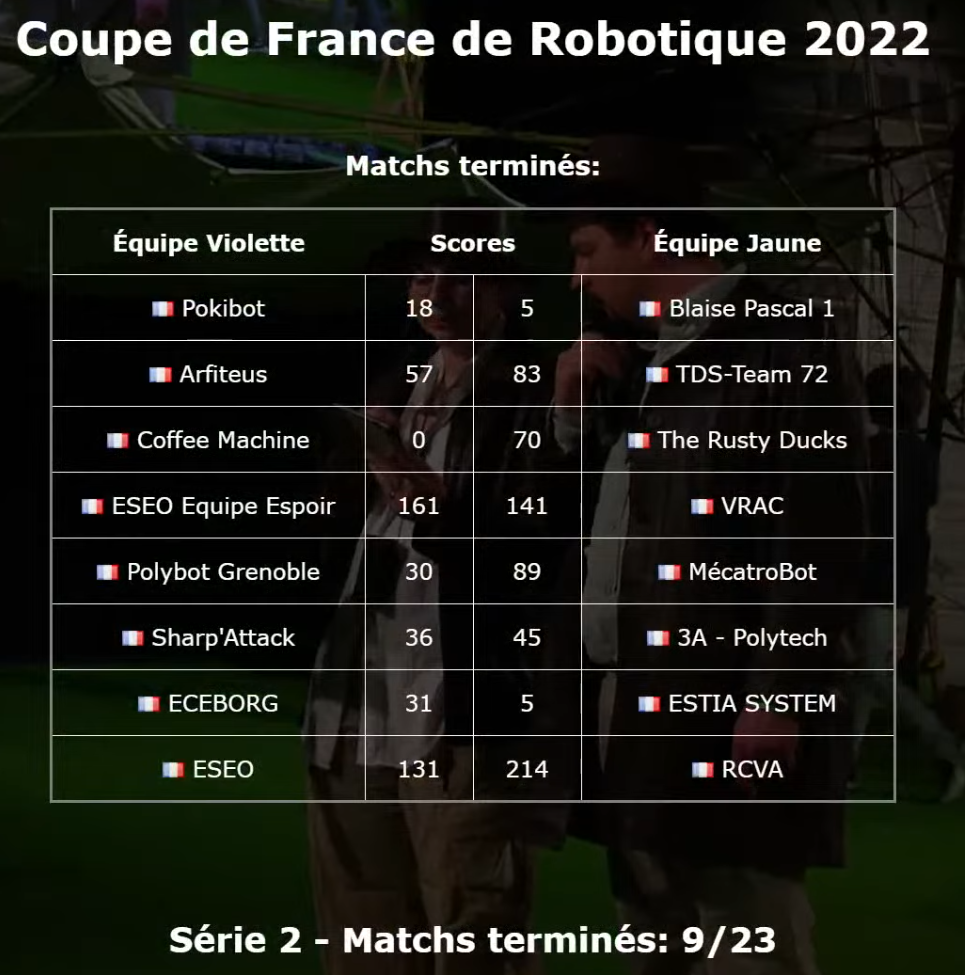 Coupe de France de Robotique 2022
Matchs terminés:
Équipe Violette Scores Équipe Jaune
Pokibot 18 5 Blaise Pascal 1
Arfiteus 57 83 TDS-Team 72
Coffee Machine 0 70 The Rusty Ducks
ESEO Equipe Espoir 161 141 VRAC
Polybot Grenoble 30 89 MécatroBot
Sharp'Attack 36 45 3A - Polytech
ECEBORG 31 5 ESTIA SYSTEM
ESEO 131 214 RCVA
Série 2 - Matchs terminés: 9/23